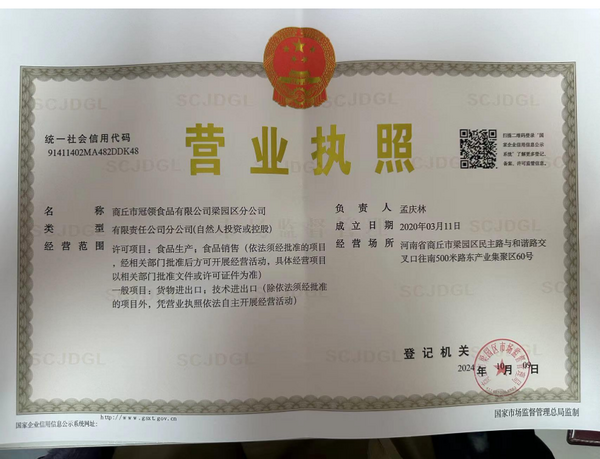 统一社会信用代码
91411402MA482DDK48
营业执照
扫描二维码登录‘国
家企业信用信息公示
系统’了解更多登记、
备案、许可监管信息。
名称 商丘市冠领食品有限公司梁园区分公司
类型 有限责任公司分公司(自然人投资或控股)
经营范围 许可项目：食品生产；食品销售（依法须经批准的项目
，经相关部门批准后方可开展经营活动，具体经营项目
以相关部门批准文件或许可证件为准）
一般项目：货物进出口；技术进出口（除依法须经批准
的项目外，凭营业执照依法自主开展经营活动）
负责人 孟庆林
成立日期 2020年03月11日
经营场所 河南省商丘市梁园区民主路与和谐路交
叉口往南500米路东产业集聚区60号
登记机关
2024年10月09日
国家企业信用信息公示系统网址：
http://www.gsxt.gov.cn
国家市场监督管理总局监制
SCJDGL